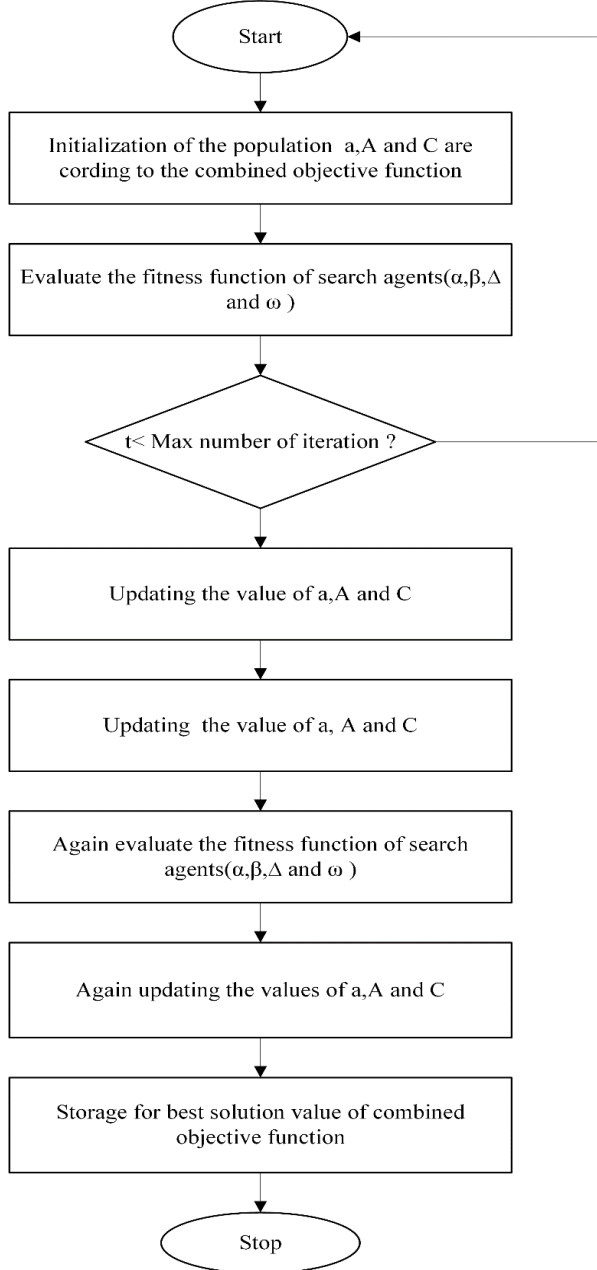 Start
Initialization of the population  a,A and C are
cording to the combined objective function
Evaluate the fitness function of search agents(α,β,Δ
and ω )
t< Max number of iteration ?
Updating the value of a,A and C
Updating  the value of a, A and C
Again evaluate the fitness function of search
agents(α,β,Δ and ω )
Again updating the values of a,A and C
Storage for best solution value of combined
objective function
Stop